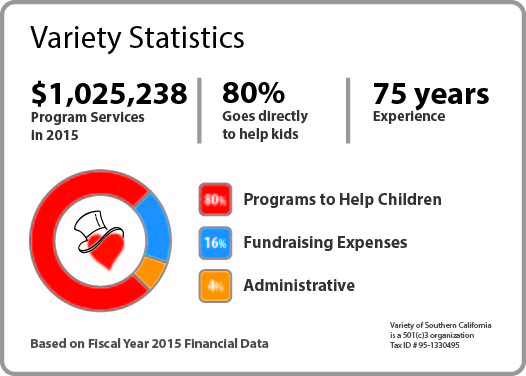 Variety Statistics
$1,025,238
Program Services
in 2015
80%
Goes directly
to help kids
75 years
Experience
80%
Programs to Help Children
16%
Fundraising Expenses
4%
Administrative
Based on Fiscal Year 2015 Financial Data
Variety of Southern California
is a 501(c)3 organization
Tax ID # 95-1330495